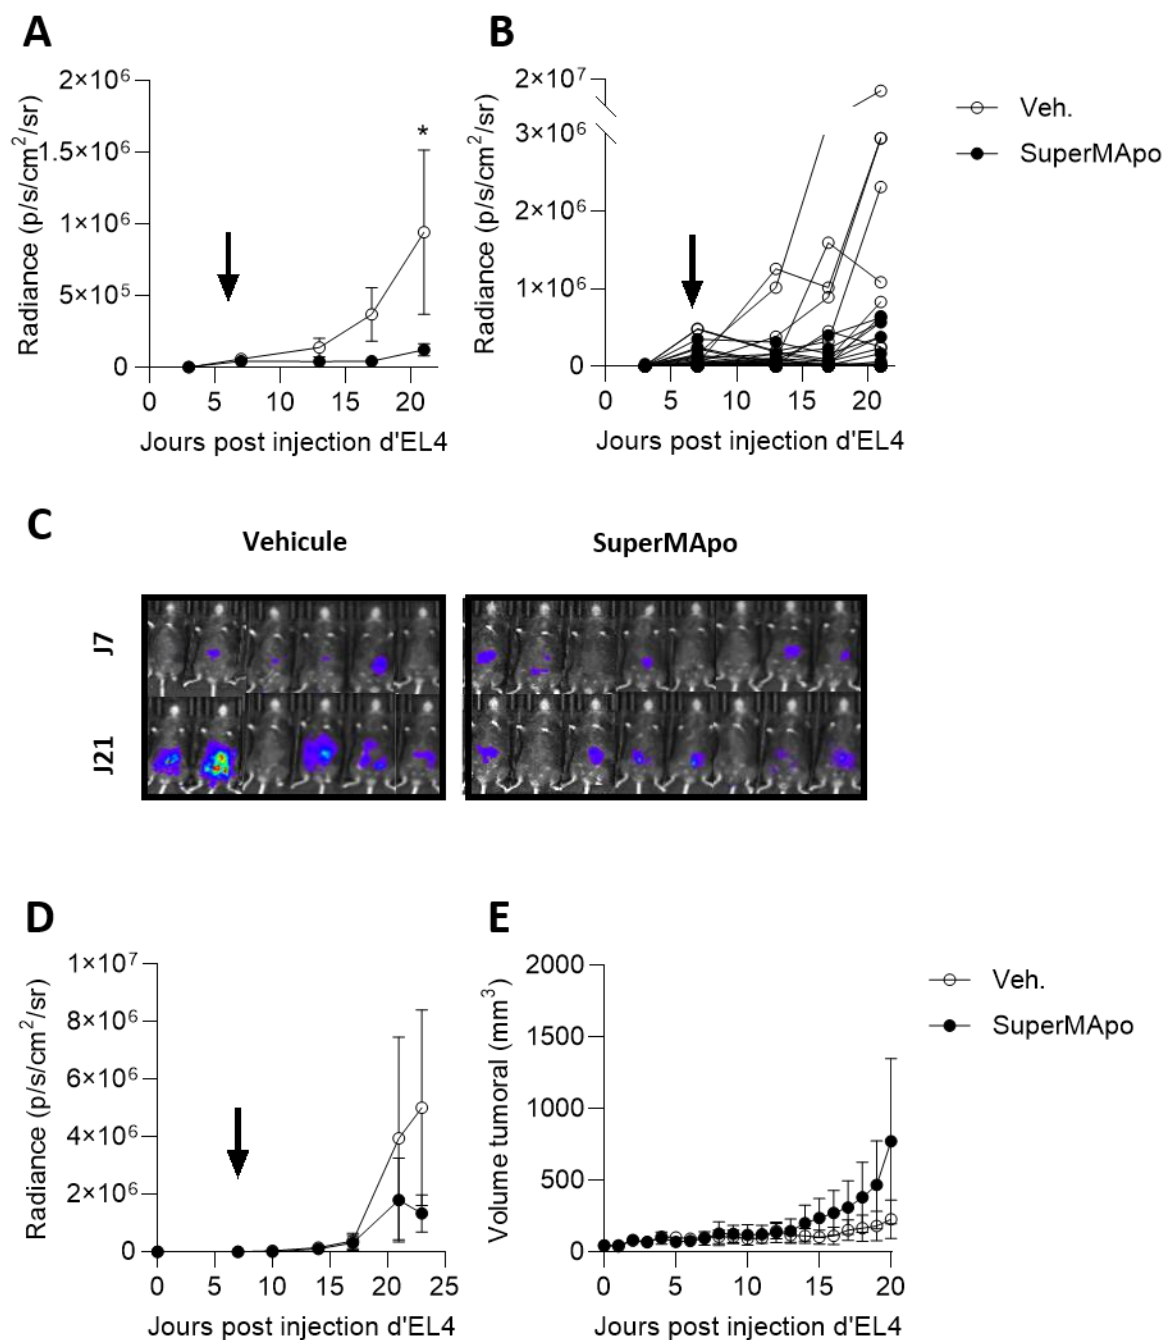 A
Radiance (p/s/cm²/sr)
2×10⁶
1.5×10⁶
1×10⁶
5×10⁵
0
*
0 5 10 15 20
Jours post injection d'EL4
B
Radiance (p/s/cm²/sr)
2×10⁷
3×10⁶
2×10⁶
1×10⁶
0
0 5 10 15 20
Jours post injection d'EL4
Veh.
SuperMApo
C
Vehicule
SuperMApo
J7
J21
D
Radiance (p/s/cm²/sr)
1×10⁷
8×10⁶
6×10⁶
4×10⁶
2×10⁶
0
0 5 10 15 20 25
Jours post injection d'EL4
E
Volume tumoral (mm³)
2000
1500
1000
500
0
0 5 10 15 20
Jours post injection d'EL4
Veh.
SuperMApo